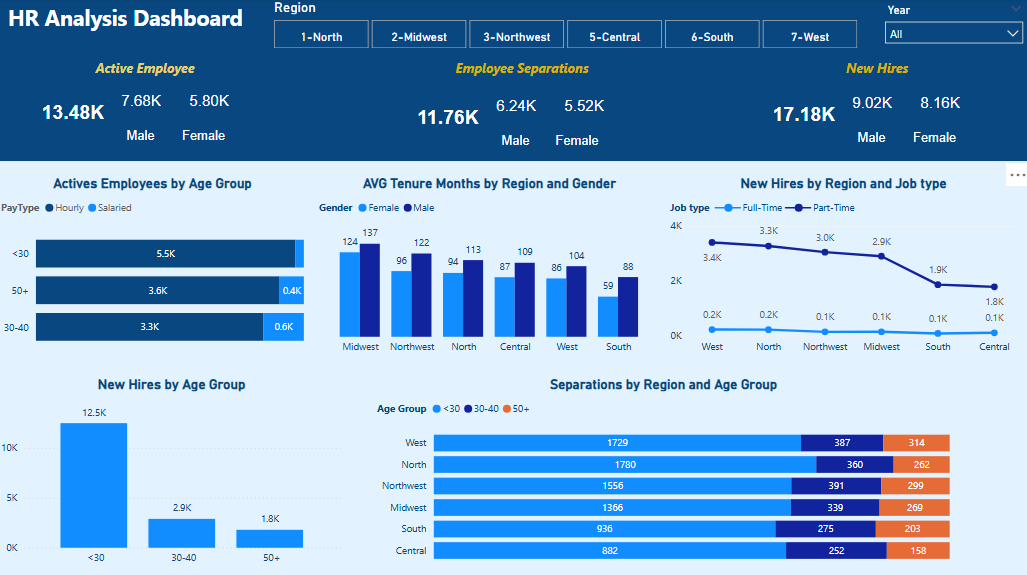 HR Analysis Dashboard
Region
1-North 2-Midwest 3-Northwest 5-Central 6-South 7-West
Year
All
Active Employee
13.48K
7.68K 5.80K
Male Female
Employee Separations
11.76K
6.24K 5.52K
Male Female
New Hires
17.18K
9.02K 8.16K
Male Female
Actives Employees by Age Group
PayType Hourly Salaried
<30 5.5K
50+ 3.6K 0.4K
30-40 3.3K 0.6K
AVG Tenure Months by Region and Gender
Gender Female Male
124 137 96 122 94 113 87 109 86 104 59 88
Midwest Northwest North Central West South
New Hires by Region and Job type
Job type Full-Time Part-Time
4K
2K
0K
3.4K 3.3K 3.0K 2.9K 1.9K 1.8K
0.2K 0.2K 0.1K 0.1K 0.1K 0.1K
West North Northwest Midwest South Central
New Hires by Age Group
10K
5K
0K
12.5K 2.9K 1.8K
<30 30-40 50+
Separations by Region and Age Group
Age Group <30 30-40 50+
West 1729 387 314
North 1780 360 262
Northwest 1556 391 299
Midwest 1366 339 269
South 936 275 203
Central 882 252 158